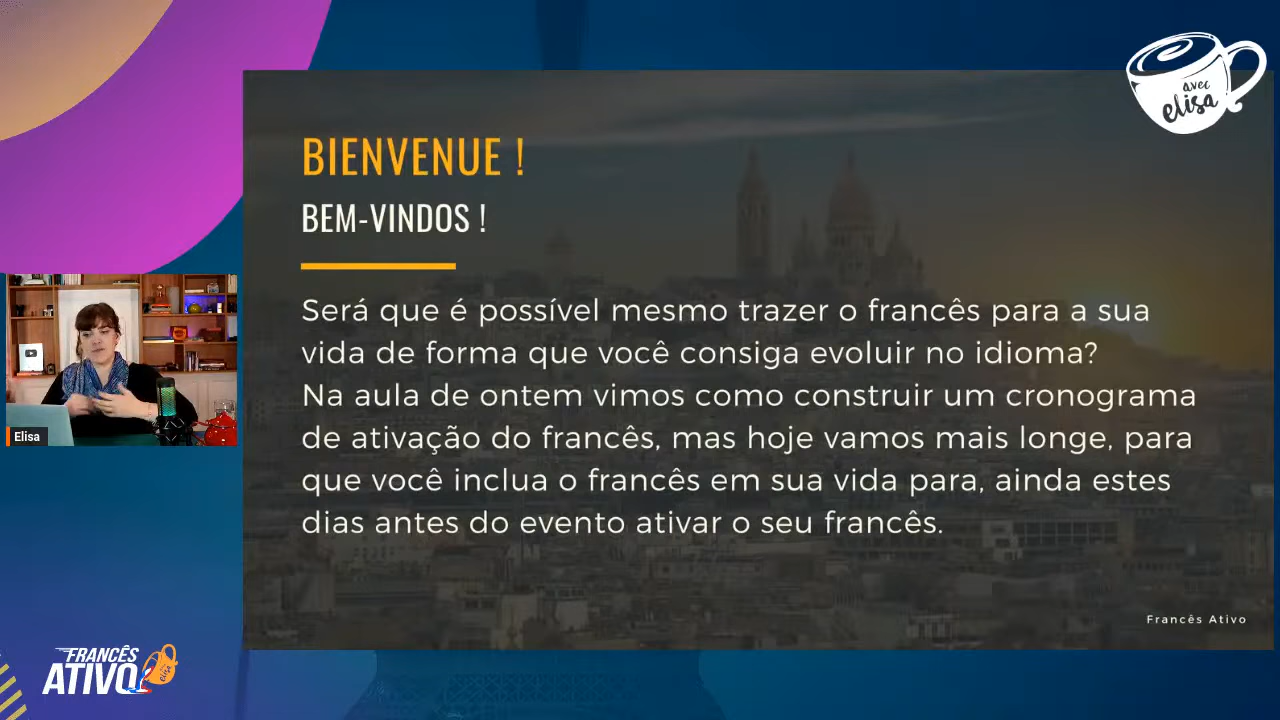 avec
elisa
BIENVENUE !
BEM-VINDOS !
Será que é possível mesmo trazer o francês para a sua
vida de forma que você consiga evoluir no idioma?
Na aula de ontem vimos como construir um cronograma
de ativação do francês, mas hoje vamos mais longe, para
que você inclua o francês em sua vida para, ainda estes
dias antes do evento ativar o seu francês.
Elisa
Francês Ativo
FRANCÊS
ATIVO
elisa